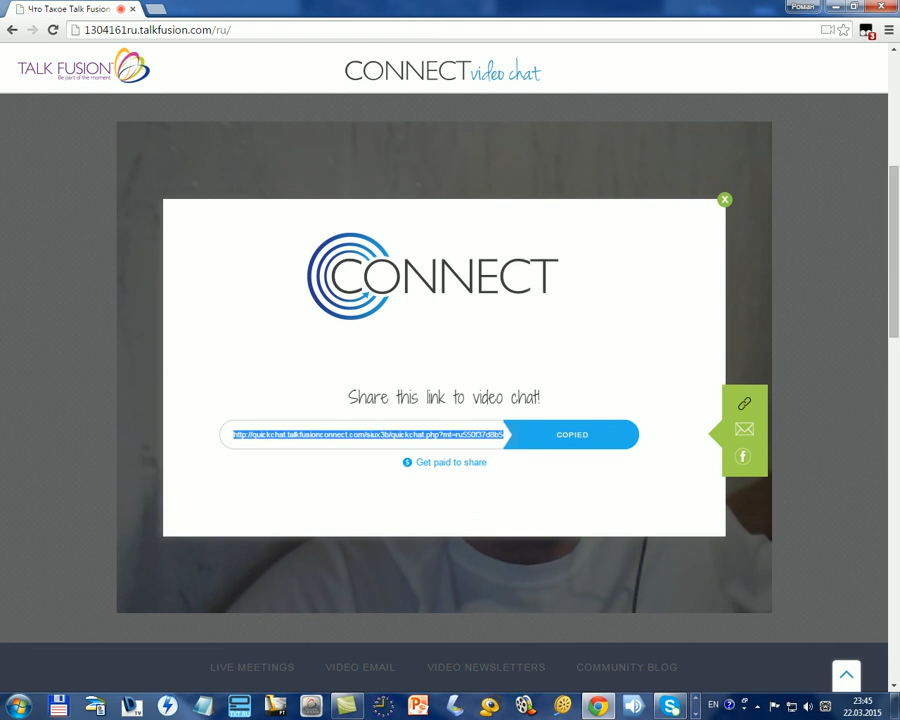 Что Такое Talk Fusion
Роман
1304161ru.talkfusion.com/ru/
3
TALK FUSION
Be part of the moment.
CONNECT video chat
X
CONNECT
Share this link to video chat!
http://quickchat.talkfusionconnect.com/siux3b/quickchat.php?mt=ru550f37d8b5
COPIED
$ Get paid to share
f
LIVE MEETINGS VIDEO EMAIL VIDEO NEWSLETTERS COMMUNITY BLOG
EN
23:45
22.03.2015